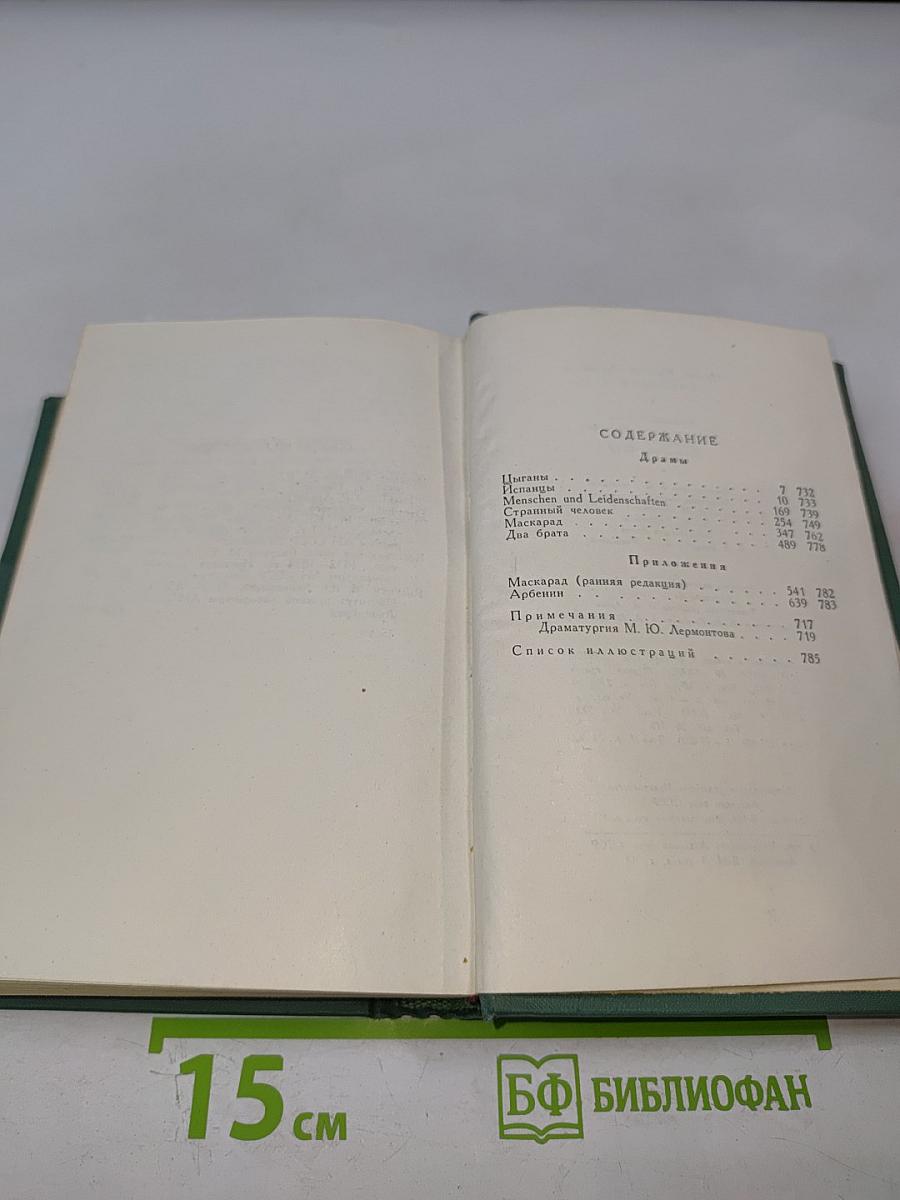 СОДЕРЖАНИЕ
Драмы
Цыганы . . . . . . . . . . . . . . . 7 732
Испанцы . . . . . . . . . . . . . . 10 733
Menschen und Leidenschaften . . . . . . . 169 739
Странный человек . . . . . . . . . . . 254 749
Маскарад . . . . . . . . . . . . . . 347 762
Два брата . . . . . . . . . . . . . 489 778
Приложения
Маскарад (ранняя редакция) . . . . . . 541 782
Арбенин . . . . . . . . . . . . . 639 783
Примечания . . . . . . . . . . . 717
Драматургия М. Ю. Лермонтова . . . . 719
Список иллюстраций . . . . . . 785
15 см
БФ БИБЛИОФАН